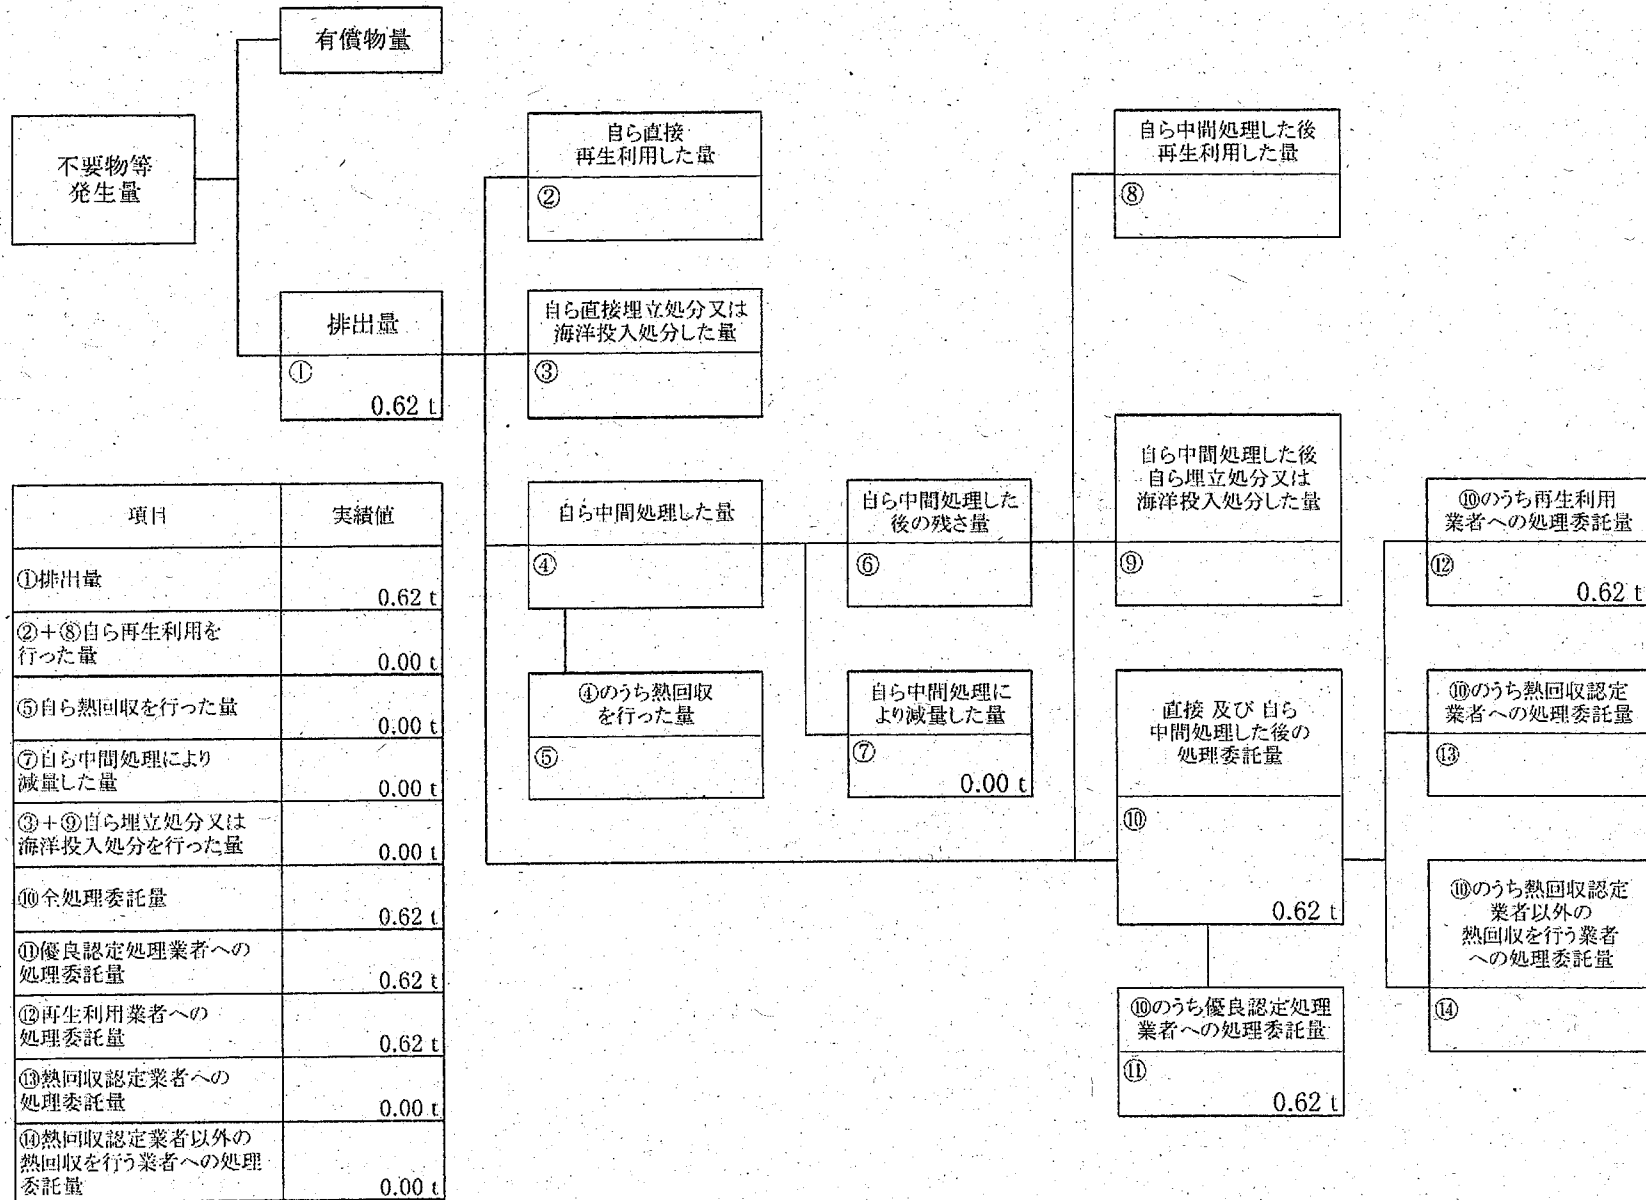 有償物量
不要物等
発生量
排出量
①
0.62 t
自ら直接
再生利用した量
②
自ら直接埋立処分又は
海洋投入処分した量
③
自ら中間処理した量
④
④のうち熱回収
を行った量
⑤
自ら中間処理した
後の残さ量
⑥
自ら中間処理に
より減量した量
⑦
0.00 t
自ら中間処理した後
再生利用した量
⑧
自ら中間処理した後
自ら埋立処分又は
海洋投入処分した量
⑨
直接 及び 自ら
中間処理した後の
処理委託量
⑩
0.62 t
⑩のうち優良認定処理
業者への処理委託量
⑪
0.62 t
⑩のうち再生利用
業者への処理委託量
⑫
0.62 t
⑩のうち熱回収認定
業者への処理委託量
⑬
⑩のうち熱回収認定
業者以外の
熱回収を行う業者
への処理委託量
⑭
項目 実績値
①排出量
0.62 t
②+⑧自ら再生利用を
行った量
0.00 t
⑤自ら熱回収を行った量
0.00 t
⑦自ら中間処理により
減量した量
0.00 t
③+⑨自ら埋立処分又は
海洋投入処分を行った量
0.00 t
⑩全処理委託量
0.62 t
⑪優良認定処理業者への
処理委託量
0.62 t
⑫再生利用業者への
処理委託量
0.62 t
⑬熱回収認定業者への
処理委託量
0.00 t
⑭熱回収認定業者以外の
熱回収を行う業者への処理
委託量
0.00 t